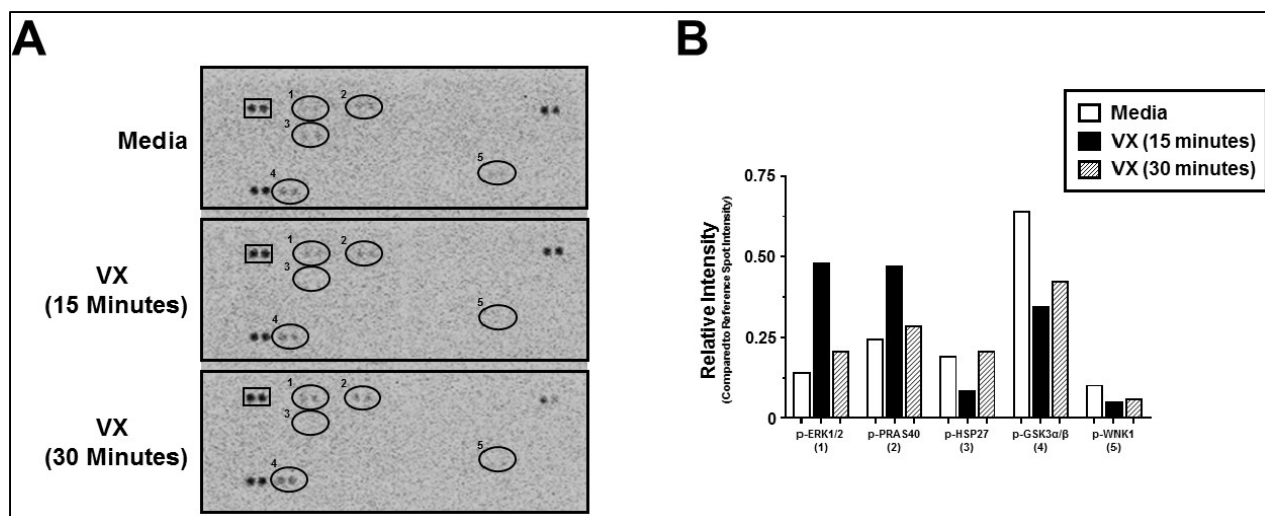 A
Media
1
2
3
4
5
VX
(15 Minutes)
1
2
3
4
5
VX
(30 Minutes)
1
2
3
4
5
B
Media
VX (15 minutes)
VX (30 minutes)
Relative Intensity
(Compared to Reference Spot Intensity)
0.75
0.50
0.25
0
p-ERK1/2
(1)
p-PRAS40
(2)
p-HSP27
(3)
p-GSK3α/β
(4)
p-WNK1
(5)